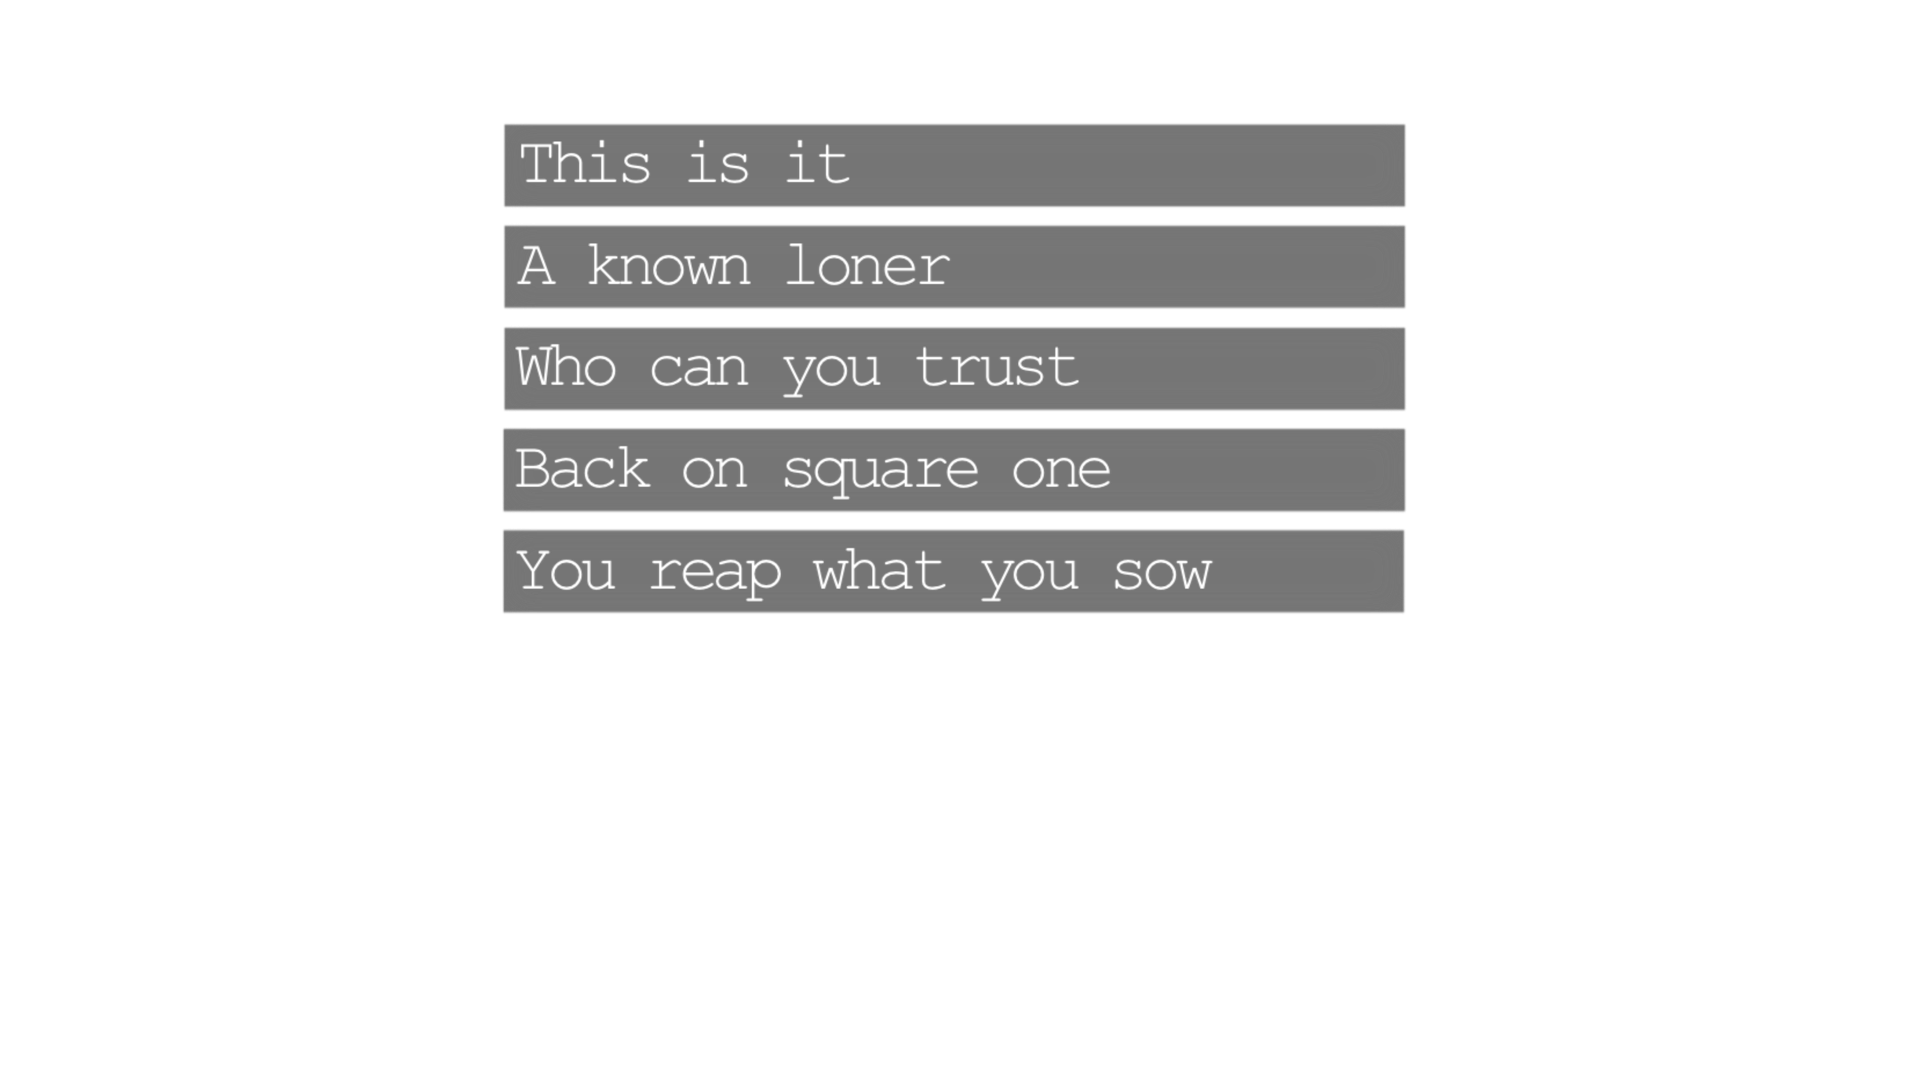 This is it
A known loner
Who can you trust
Back on square one
You reap what you sow